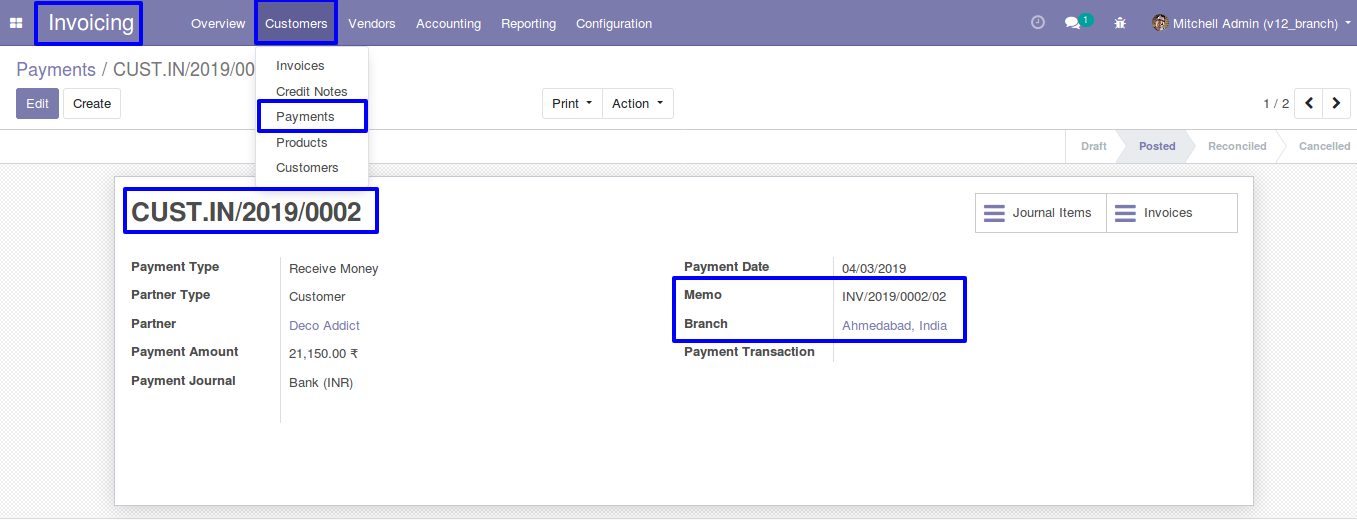 Invoicing Overview Customers Vendors Accounting Reporting Configuration 1 Mitchell Admin (v12_branch)
Payments / CUST.IN/2019/00
Invoices
Credit Notes
Payments
Products
Customers
Edit Create Print Action 1 / 2
Draft Posted Reconciled Cancelled
CUST.IN/2019/0002
Journal Items Invoices
Payment Type Receive Money
Partner Type Customer
Partner Deco Addict
Payment Amount 21,150.00 ₹
Payment Journal Bank (INR)
Payment Date 04/03/2019
Memo INV/2019/0002/02
Branch Ahmedabad, India
Payment Transaction